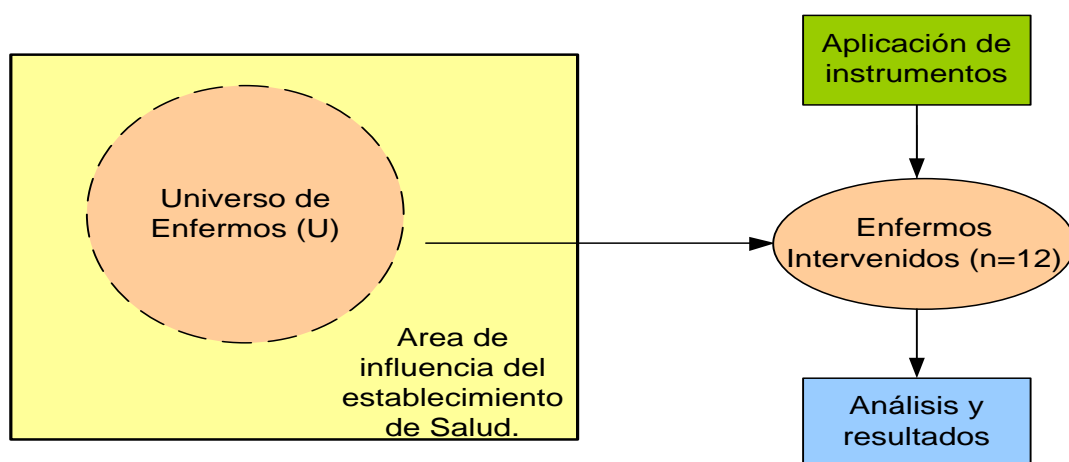 Universo de
Enfermos (U)
Area de
influencia del
establecimiento
de Salud.
Aplicación de
instrumentos
Enfermos
Intervenidos (n=12)
Análisis y
resultados